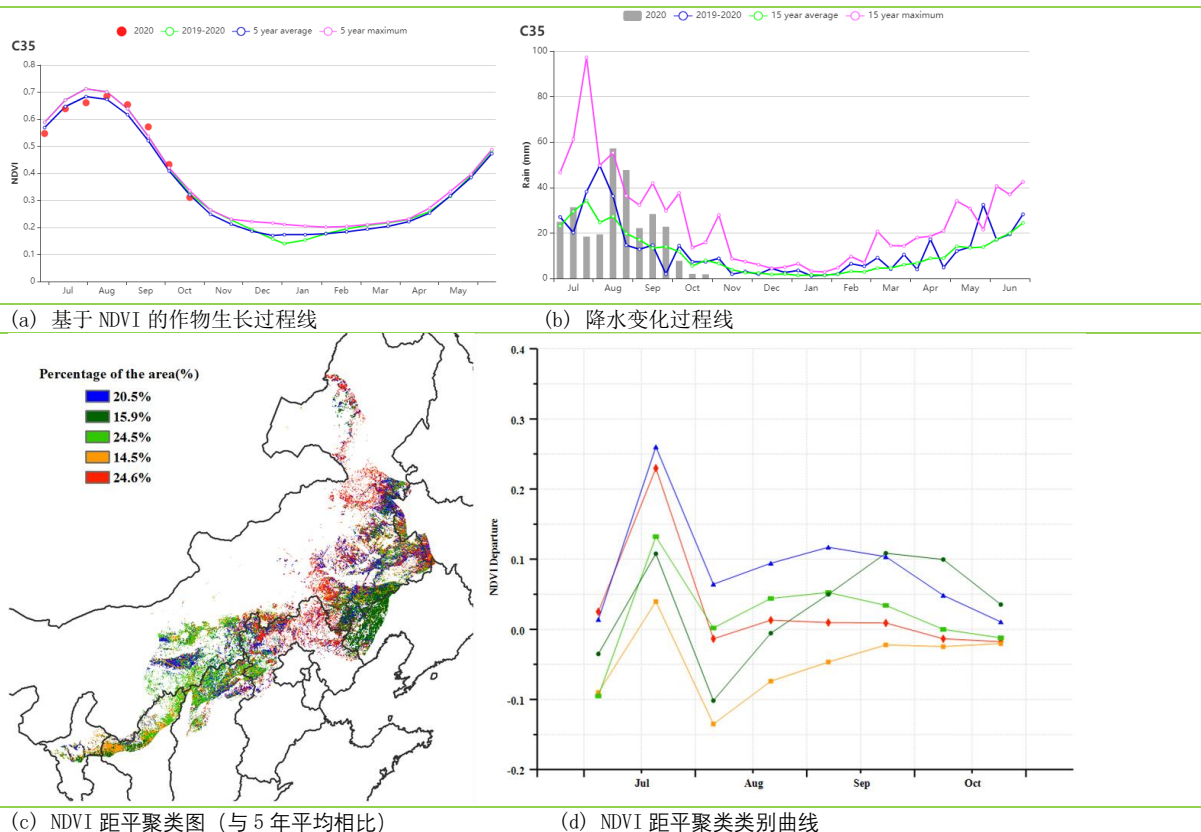 2020 2019-2020 5 year average 5 year maximum
C35
0.8
0.7
0.6
0.5
0.4
0.3
0.2
0.1
0
NDVI
Jul Aug Sep Oct Nov Dec Jan Feb Mar Apr May
2020 2019-2020 15 year average 15 year maximum
C35
100
80
60
40
20
0
Rain (mm)
Jul Aug Sep Oct Nov Dec Jan Feb Mar Apr May Jun
(a) 基于 NDVI 的作物生长过程线
(b) 降水变化过程线
Percentage of the area(%)
20.5%
15.9%
24.5%
14.5%
24.6%
0.4
0.3
0.2
0.1
0.0
-0.1
-0.2
NDVI Departure
Jul Aug Sep Oct
(c) NDVI 距平聚类图 (与 5 年平均相比)
(d) NDVI 距平聚类类别曲线